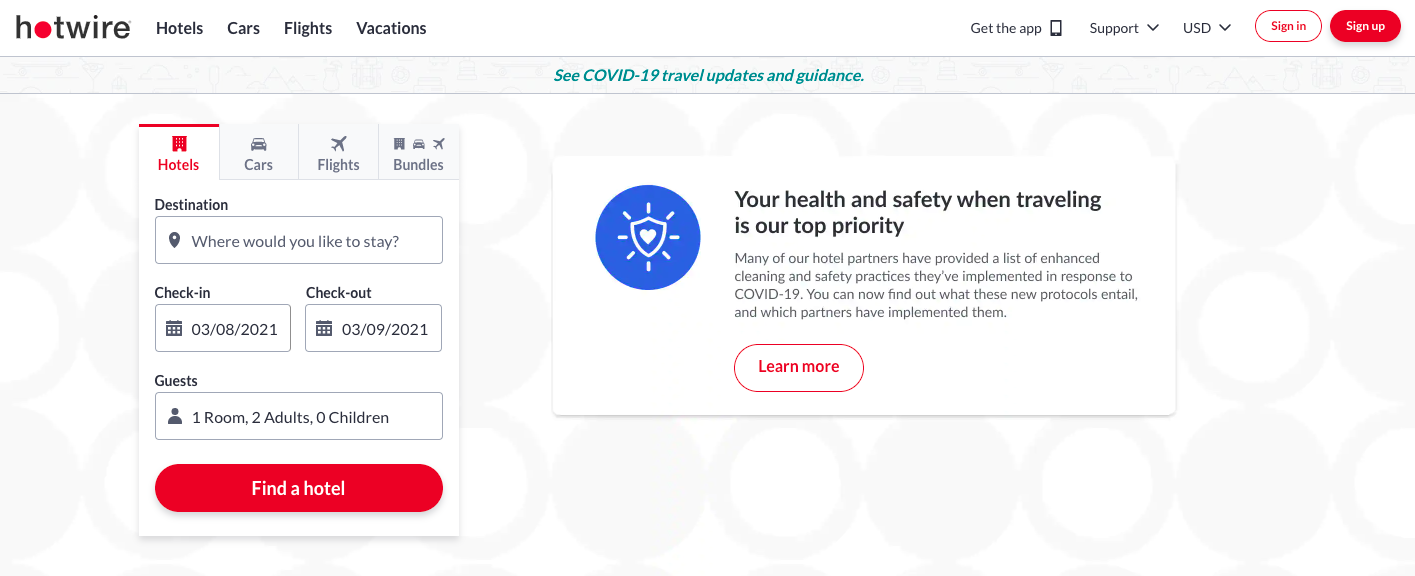 hotwire Hotels Cars Flights Vacations Get the app Support USD Sign in Sign up
See COVID-19 travel updates and guidance.
Hotels Cars Flights Bundles
Destination
Where would you like to stay?
Check-in Check-out
03/08/2021 03/09/2021
Guests
1 Room, 2 Adults, 0 Children
Find a hotel
Your health and safety when traveling
is our top priority
Many of our hotel partners have provided a list of enhanced
cleaning and safety practices they’ve implemented in response to
COVID-19. You can now find out what these new protocols entail,
and which partners have implemented them.
Learn more